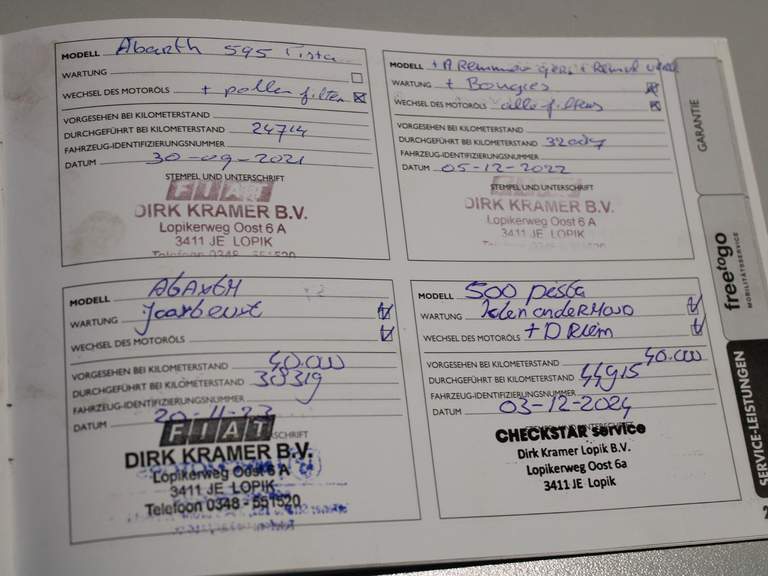 MODELL Abarth 595 Pista
WARTUNG
WECHSEL DES MOTORÖLS + pollen filter
VORGESEHEN BEI KILOMETERSTAND
DURCHGEFÜHRT BEI KILOMETERSTAND 24714
FAHRZEUG-IDENTIFIZIERUNGSNUMMER
DATUM 30-09-2021
STEMPEL UND UNTERSCHRIFT
FIAT
DIRK KRAMER B.V.
Lopikerweg Oost 6 A
3411 JE LOPIK
Telefoon 0348 - 551520
MODELL
WARTUNG + Bougies
WECHSEL DES MOTORÖLS alle filters
VORGESEHEN BEI KILOMETERSTAND
DURCHGEFÜHRT BEI KILOMETERSTAND
FAHRZEUG-IDENTIFIZIERUNGSNUMMER
DATUM 05-12-2022
STEMPEL UND UNTERSCHRIFT
FIAT
DIRK KRAMER B.V.
Lopikerweg Oost 6 A
3411 JE LOPIK
MODELL Abarth
WARTUNG Jaarbeurt
WECHSEL DES MOTORÖLS
VORGESEHEN BEI KILOMETERSTAND 40.000
DURCHGEFÜHRT BEI KILOMETERSTAND 38319
FAHRZEUG-IDENTIFIZIERUNGSNUMMER
DATUM 20-11-23
FIAT
DIRK KRAMER B.V.
Lopikerweg Oost 6 A
3411 JE LOPIK
Telefoon 0348 - 551520
MODELL 500 Pista
WARTUNG
WECHSEL DES MOTORÖLS + D Riem
VORGESEHEN BEI KILOMETERSTAND 40.000
DURCHGEFÜHRT BEI KILOMETERSTAND 44915
FAHRZEUG-IDENTIFIZIERUNGSNUMMER
DATUM 03-12-2024
CHECKSTAR service
Dirk Kramer Lopik B.V.
Lopikerweg Oost 6a
3411 JE Lopik
GARANTIE
freetogo
MOBILITÄTSSERVICE
SERVICE-LEISTUNGEN